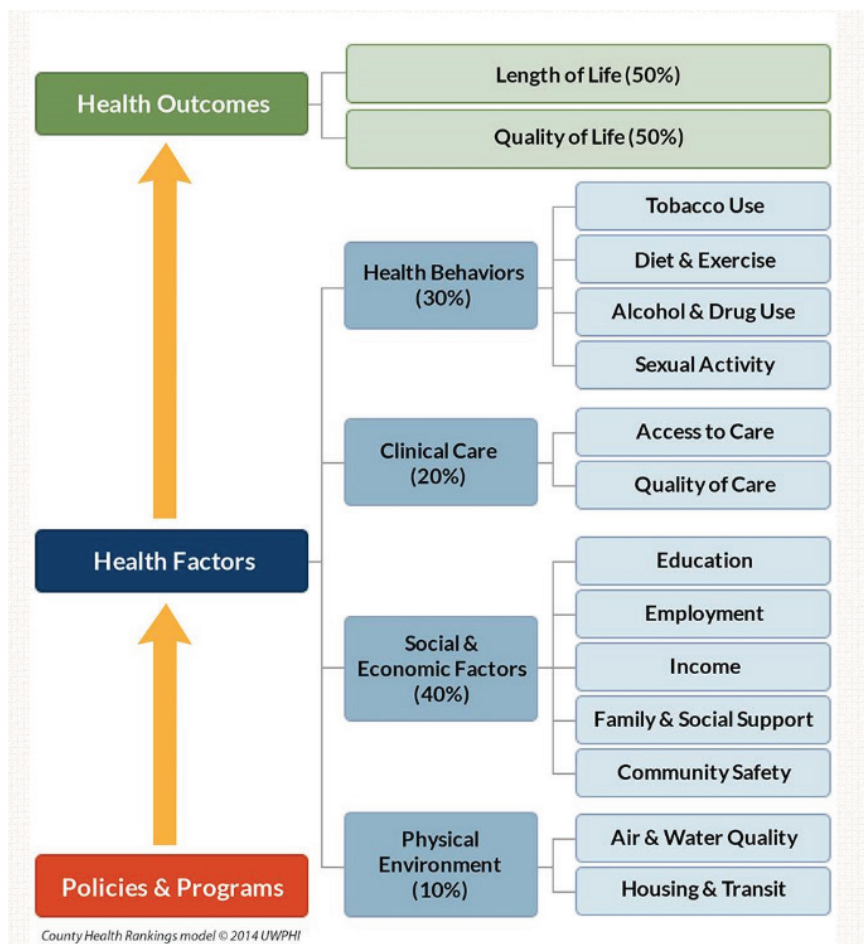 Health Outcomes
Length of Life (50%)
Quality of Life (50%)
Health Factors
Health Behaviors
(30%)
Tobacco Use
Diet & Exercise
Alcohol & Drug Use
Sexual Activity
Clinical Care
(20%)
Access to Care
Quality of Care
Social &
Economic Factors
(40%)
Education
Employment
Income
Family & Social Support
Community Safety
Physical
Environment
(10%)
Air & Water Quality
Housing & Transit
Policies & Programs
County Health Rankings model © 2014 UWPHI